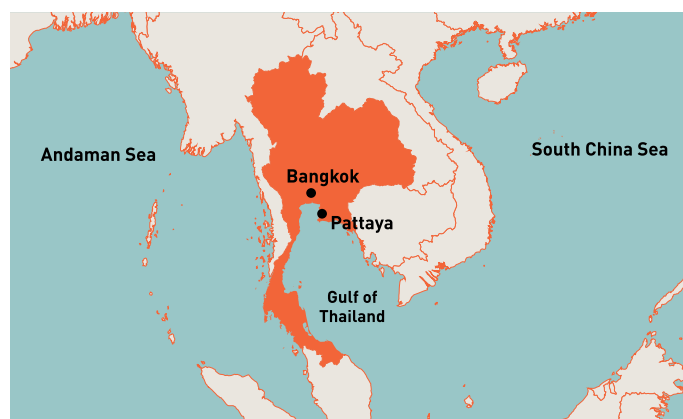 Andaman Sea
South China Sea
Bangkok
Pattaya
Gulf of
Thailand